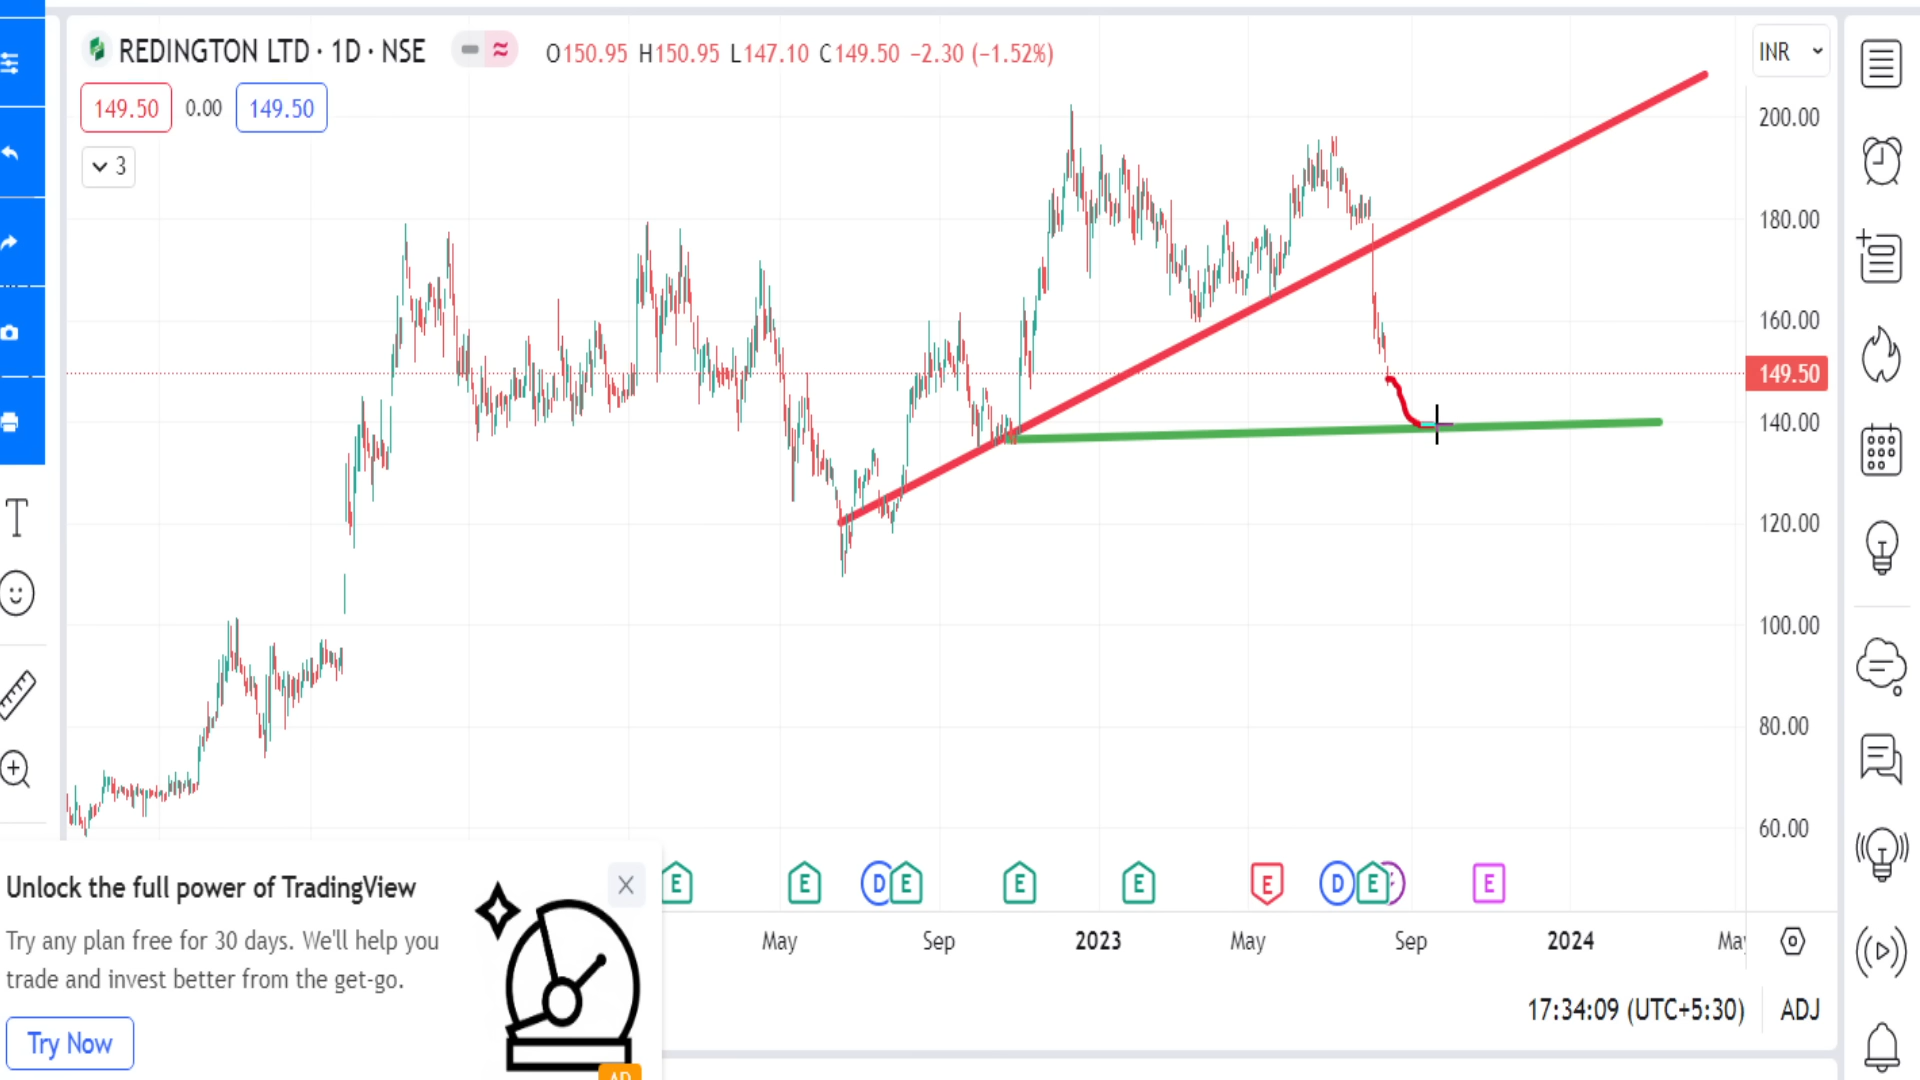 REDINGTON LTD · 1D · NSE
O150.95 H150.95 L147.10 C149.50 −2.30 (−1.52%)
INR
149.50 0.00 149.50
3
200.00
180.00
160.00
149.50
140.00
120.00
100.00
80.00
60.00
T
E E D E E E E D E E
May Sep 2023 May Sep 2024 May
17:34:09 (UTC+5:30) ADJ
Unlock the full power of TradingView
Try any plan free for 30 days. We'll help you
trade and invest better from the get-go.
Try Now
AD